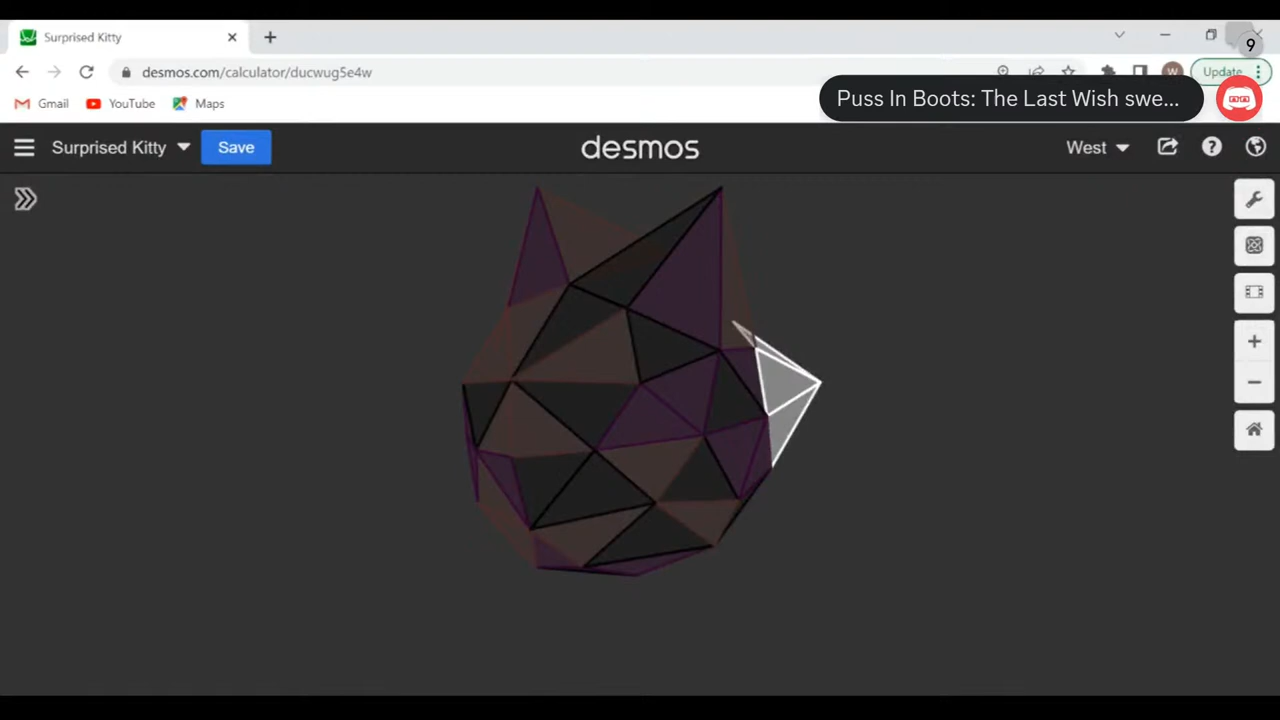 Surprised Kitty
9
desmos.com/calculator/ducwug5e4w
W
Update
Gmail
YouTube
Maps
Puss In Boots: The Last Wish swe...
Surprised Kitty
Save
desmos
West